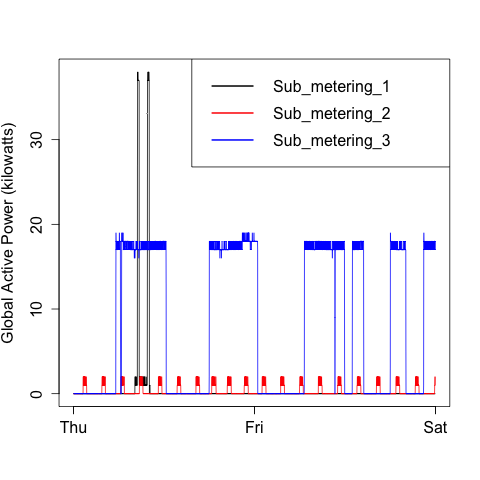 Sub_metering_1
Sub_metering_2
Sub_metering_3
Global Active Power (kilowatts)
30
20
10
0
Thu Fri Sat